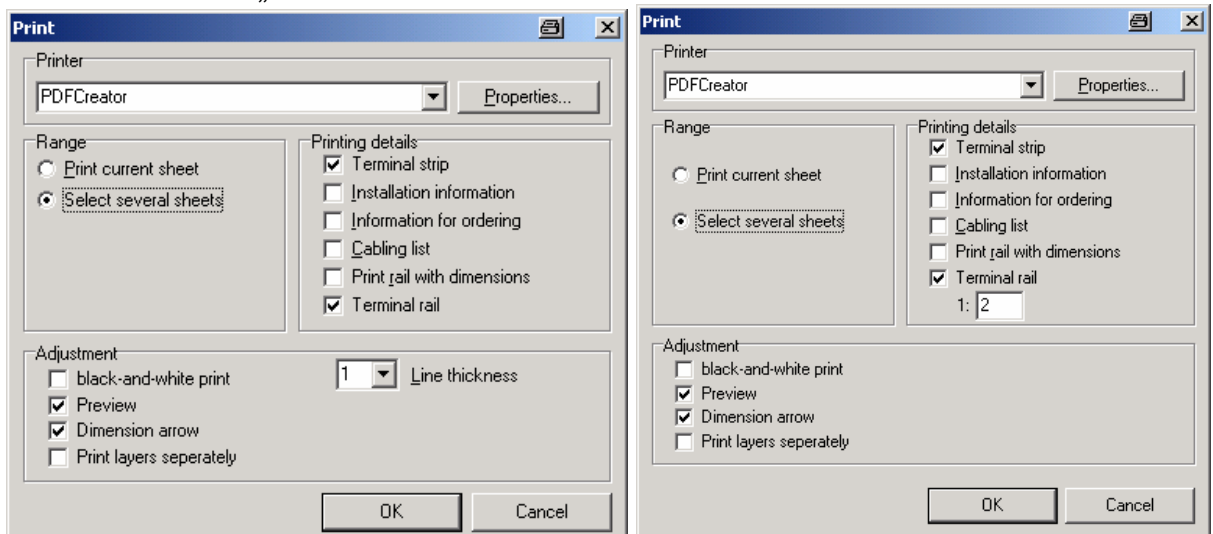 „
Print
Printer
PDFCreator
Properties...
Range
Print current sheet
Select several sheets
Printing details
Terminal strip
Installation information
Information for ordering
Cabling list
Print rail with dimensions
Terminal rail
Adjustment
black-and-white print
Preview
Dimension arrow
Print layers seperately
1
Line thickness
OK
Cancel
Print
Printer
PDFCreator
Properties...
Range
Print current sheet
Select several sheets
Printing details
Terminal strip
Installation information
Information for ordering
Cabling list
Print rail with dimensions
Terminal rail
1: 2
Adjustment
black-and-white print
Preview
Dimension arrow
Print layers seperately
OK
Cancel